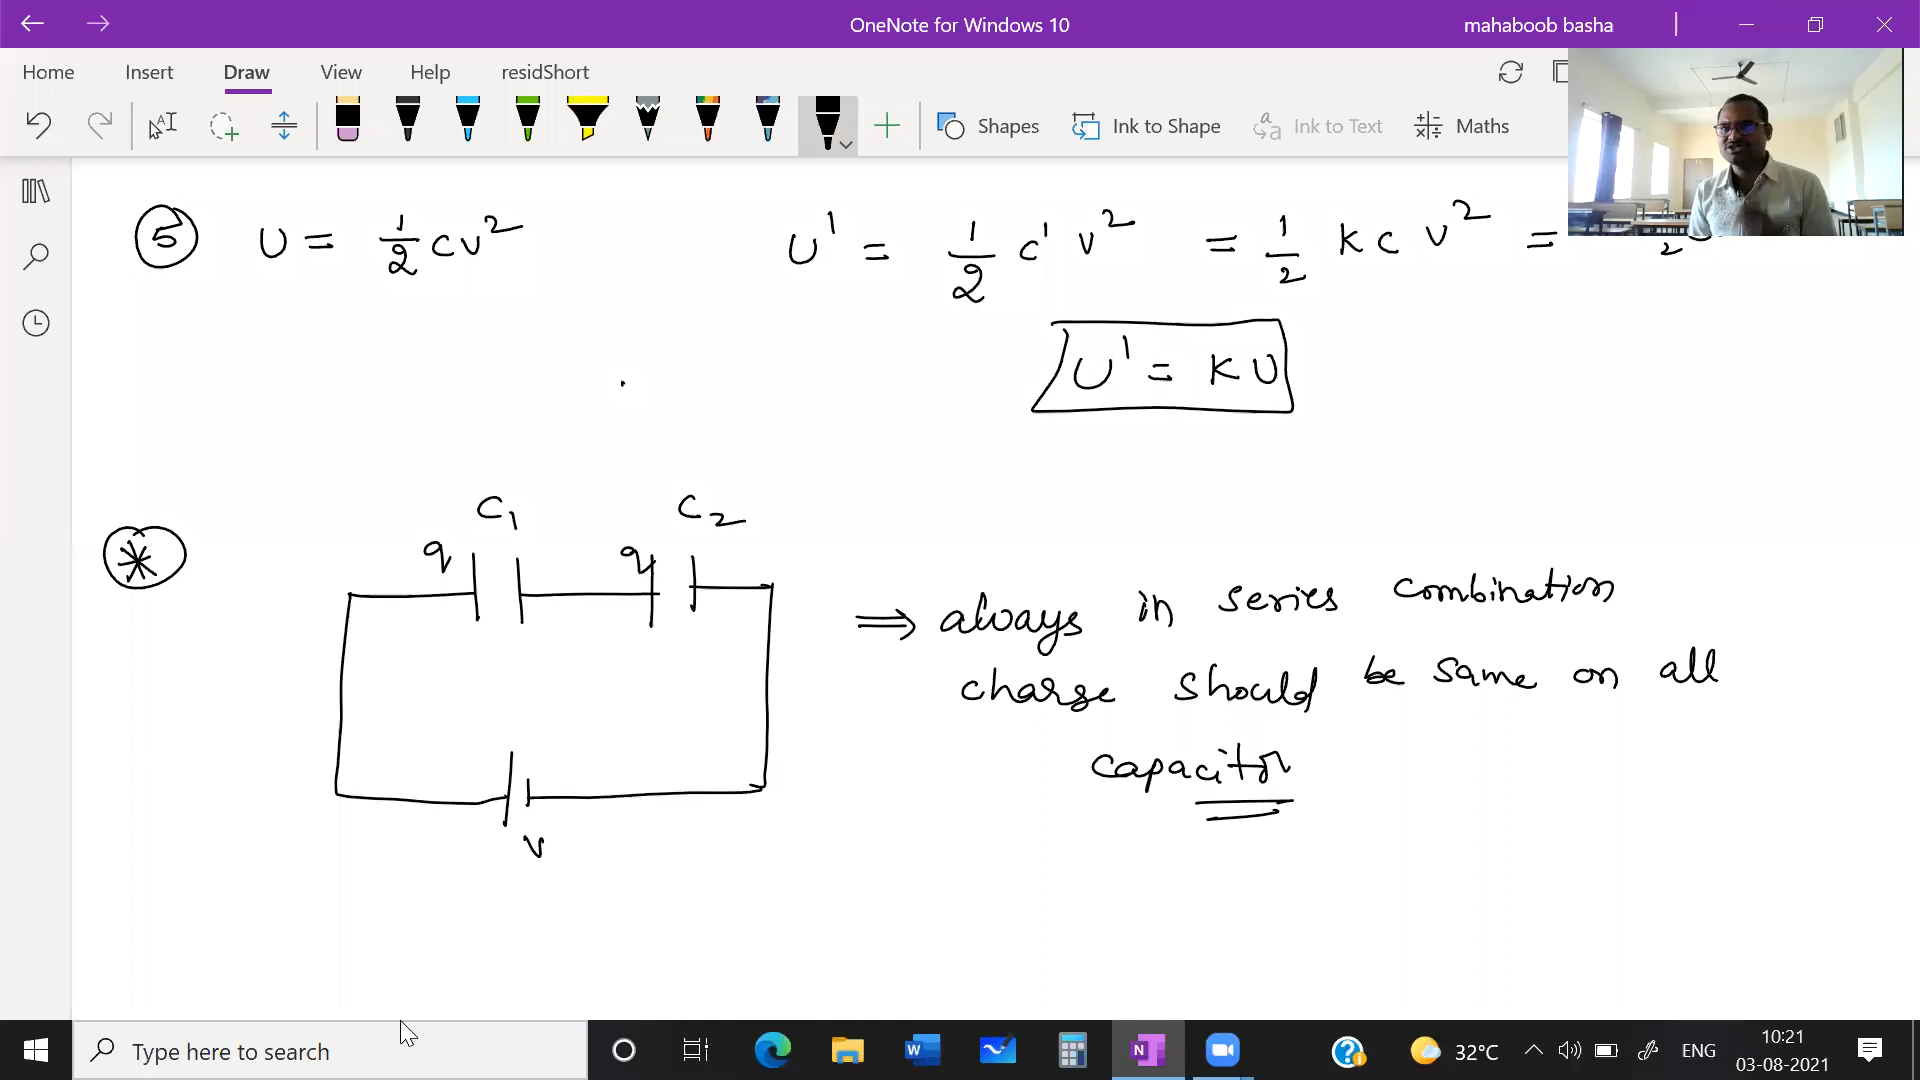 OneNote for Windows 10
mahaboob basha
Home Insert Draw View Help residShort
Shapes Ink to Shape Ink to Text Maths
5 U = 1/2 CV² U' = 1/2 C' V² = 1/2 K C V² =
U' = K U
C₁ C₂
* q q
⇒ always in series combination
charge should be same on all
capacitor
V
Type here to search
32°C ENG 10:21
03-08-2021